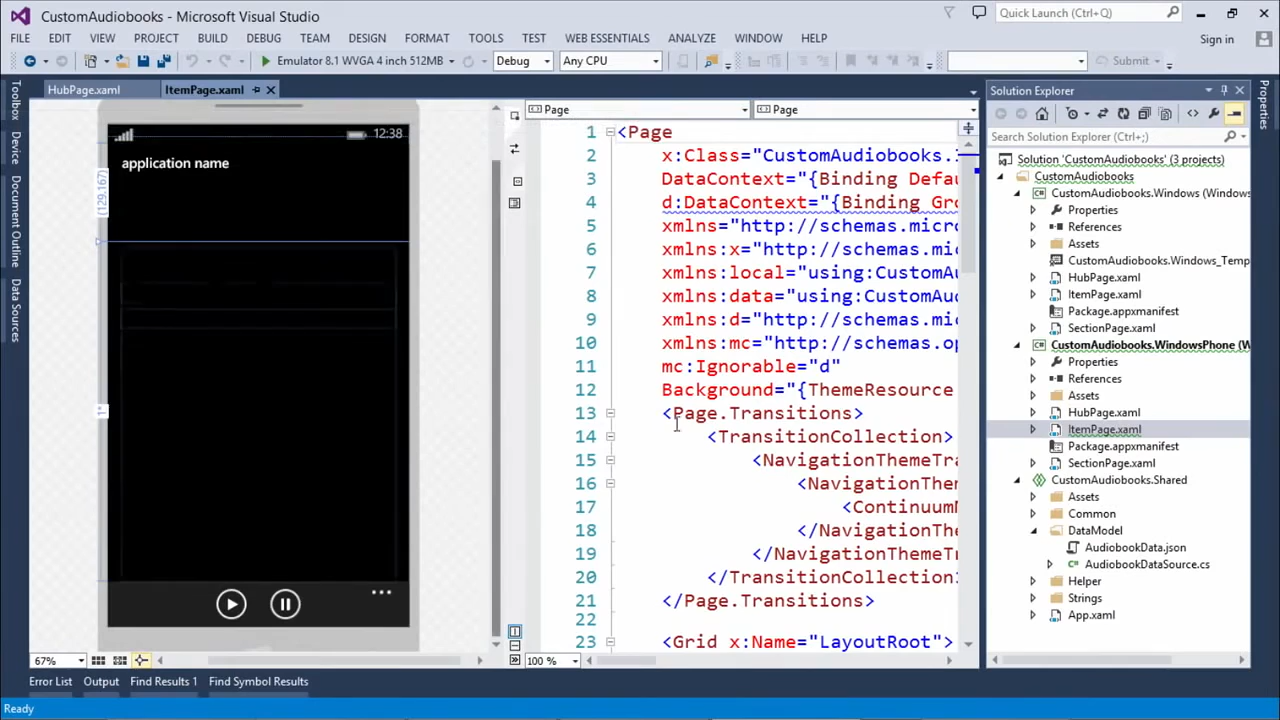 CustomAudiobooks - Microsoft Visual Studio
Quick Launch (Ctrl+Q)
FILE EDIT VIEW PROJECT BUILD DEBUG TEAM DESIGN FORMAT TOOLS TEST WEB ESSENTIALS ANALYZE WINDOW HELP
Sign in
Emulator 8.1 WVGA 4 inch 512MB Debug Any CPU Submit
Toolbox
Device
Document Outline
Data Sources
HubPage.xaml ItemPage.xaml
12:38
application name
(129.167)
1*
67%
Page Page
1 <Page
2 x:Class="CustomAudiobooks.
3 DataContext="{Binding Defau
4 d:DataContext="{Binding Gro
5 xmlns="http://schemas.micro
6 xmlns:x="http://schemas.mic
7 xmlns:local="using:CustomAu
8 xmlns:data="using:CustomAud
9 xmlns:d="http://schemas.mic
10 xmlns:mc="http://schemas.op
11 mc:Ignorable="d"
12 Background="{ThemeResource
13 <Page.Transitions>
14 <TransitionCollection>
15 <NavigationThemeTra
16 <NavigationThem
17 <Continuum
18 </NavigationThe
19 </NavigationThemeT
20 </TransitionCollection
21 </Page.Transitions>
22
23 <Grid x:Name="LayoutRoot">
100 %
Solution Explorer
Search Solution Explorer (Ctrl+;)
Solution 'CustomAudiobooks' (3 projects)
CustomAudiobooks
CustomAudiobooks.Windows (Windows
Properties
References
Assets
CustomAudiobooks.Windows_Temp
HubPage.xaml
ItemPage.xaml
Package.appxmanifest
SectionPage.xaml
CustomAudiobooks.WindowsPhone (W
Properties
References
Assets
HubPage.xaml
ItemPage.xaml
Package.appxmanifest
SectionPage.xaml
CustomAudiobooks.Shared
Assets
Common
DataModel
AudiobookData.json
AudiobookDataSource.cs
Helper
Strings
App.xaml
Properties
Error List Output Find Results 1 Find Symbol Results
Ready